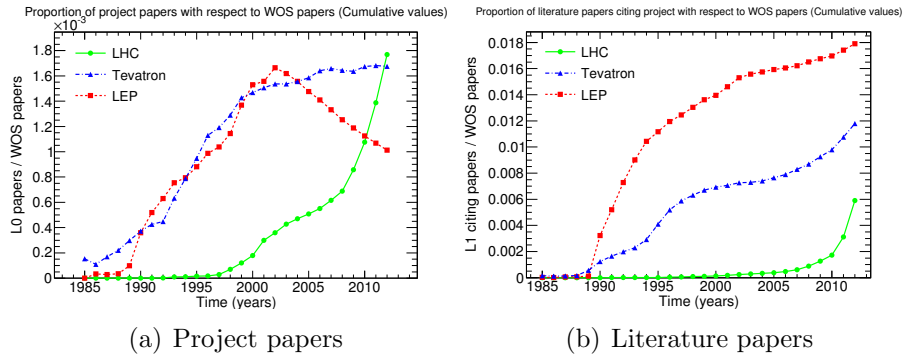 Proportion of project papers with respect to WOS papers (Cumulative values)
×10⁻³
1.8
1.6
1.4
1.2
1
0.8
0.6
0.4
0.2
0
L0 papers / WOS papers
LHC
Tevatron
LEP
1985 1990 1995 2000 2005 2010
Time (years)
(a) Project papers
Proportion of literature papers citing project with respect to WOS papers (Cumulative values)
0.018
0.016
0.014
0.012
0.01
0.008
0.006
0.004
0.002
0
L1 citing papers / WOS papers
LHC
Tevatron
LEP
1985 1990 1995 2000 2005 2010
Time (years)
(b) Literature papers